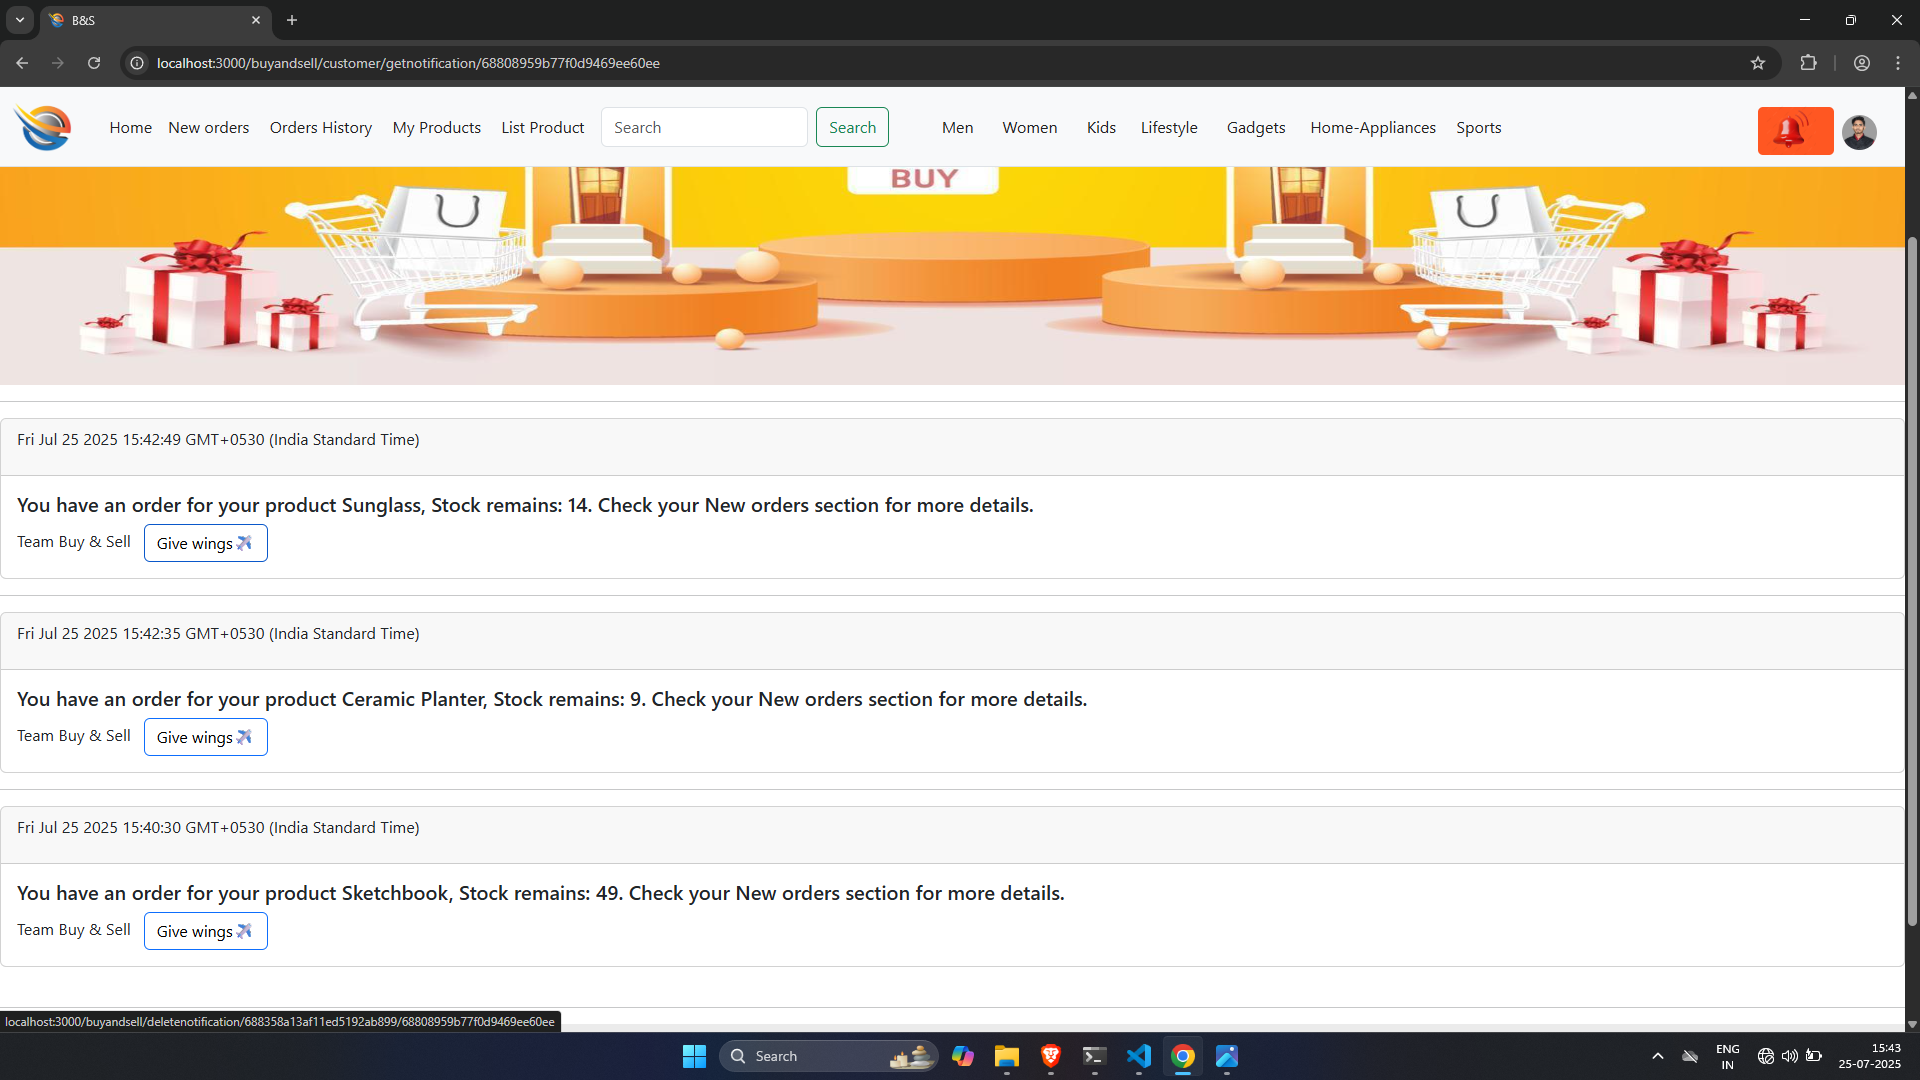 B&S
localhost:3000/buyandsell/customer/getnotification/68808959b77f0d9469ee60ee
Home New orders Orders History My Products List Product Search Search Men Women Kids Lifestyle Gadgets Home-Appliances Sports
BUY
Fri Jul 25 2025 15:42:49 GMT+0530 (India Standard Time)
You have an order for your product Sunglass, Stock remains: 14. Check your New orders section for more details.
Team Buy & Sell Give wings
Fri Jul 25 2025 15:42:35 GMT+0530 (India Standard Time)
You have an order for your product Ceramic Planter, Stock remains: 9. Check your New orders section for more details.
Team Buy & Sell Give wings
Fri Jul 25 2025 15:40:30 GMT+0530 (India Standard Time)
You have an order for your product Sketchbook, Stock remains: 49. Check your New orders section for more details.
Team Buy & Sell Give wings
localhost:3000/buyandsell/deletenotification/688358a13af11ed5192ab899/68808959b77f0d9469ee60ee
Search
ENG
IN
15:43
25-07-2025